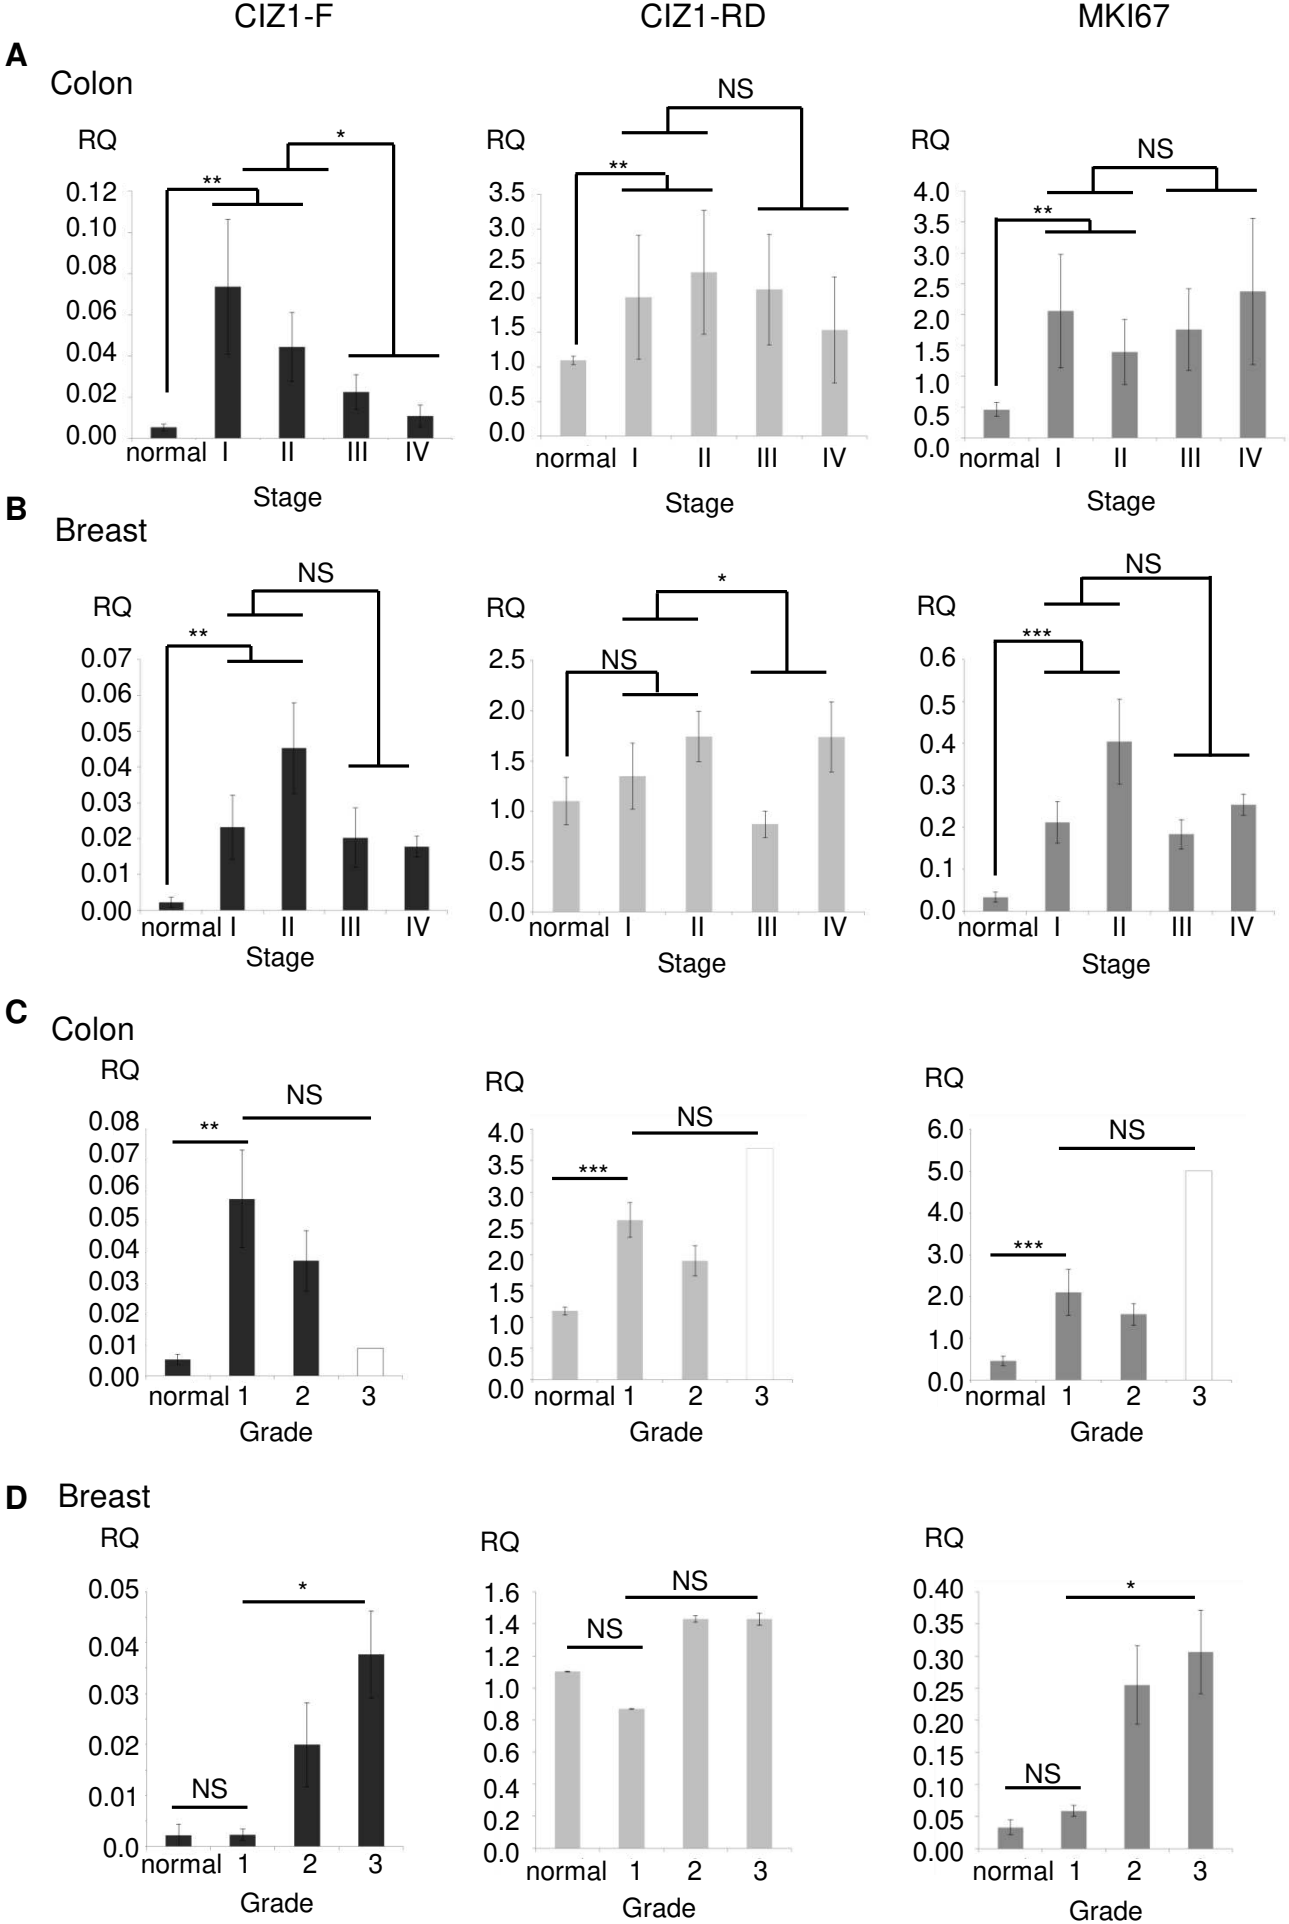 CIZ1-F CIZ1-RD MKI67
A
Colon
RQ
**
*
0.12
0.10
0.08
0.06
0.04
0.02
0.00
normal I II III IV
Stage
RQ
**
NS
3.5
3.0
2.5
2.0
1.5
1.0
0.5
0.0
normal I II III IV
Stage
RQ
**
NS
4.0
3.5
3.0
2.5
2.0
1.5
1.0
0.5
0.0
normal I II III IV
Stage
B
Breast
RQ
**
NS
0.07
0.06
0.05
0.04
0.03
0.02
0.01
0.00
normal I II III IV
Stage
RQ
NS
*
2.5
2.0
1.5
1.0
0.5
0.0
normal I II III IV
Stage
RQ
***
NS
0.6
0.5
0.4
0.3
0.2
0.1
0.0
normal I II III IV
Stage
C
Colon
RQ
**
NS
0.08
0.07
0.06
0.05
0.04
0.03
0.02
0.01
0.00
normal 1 2 3
Grade
RQ
***
NS
4.0
3.5
3.0
2.5
2.0
1.5
1.0
0.5
0.0
normal 1 2 3
Grade
RQ
***
NS
6.0
5.0
4.0
3.0
2.0
1.0
0.0
normal 1 2 3
Grade
D
Breast
RQ
NS
*
0.05
0.04
0.03
0.02
0.01
0.0
normal 1 2 3
Grade
RQ
NS
NS
1.6
1.4
1.2
1.0
0.8
0.6
0.4
0.2
0.0
normal 1 2 3
Grade
RQ
NS
*
0.40
0.35
0.30
0.25
0.20
0.15
0.10
0.05
0.00
normal 1 2 3
Grade